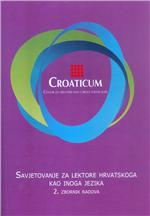 CROATICUM
CENTAR ZA HRVATSKI KAO DRUGI I STRANI JEZIK
SAVJETOVANJE ZA LEKTORE HRVATSKOGA
KAO INOGA JEZIKA
2. ZBORNIK RADOVA